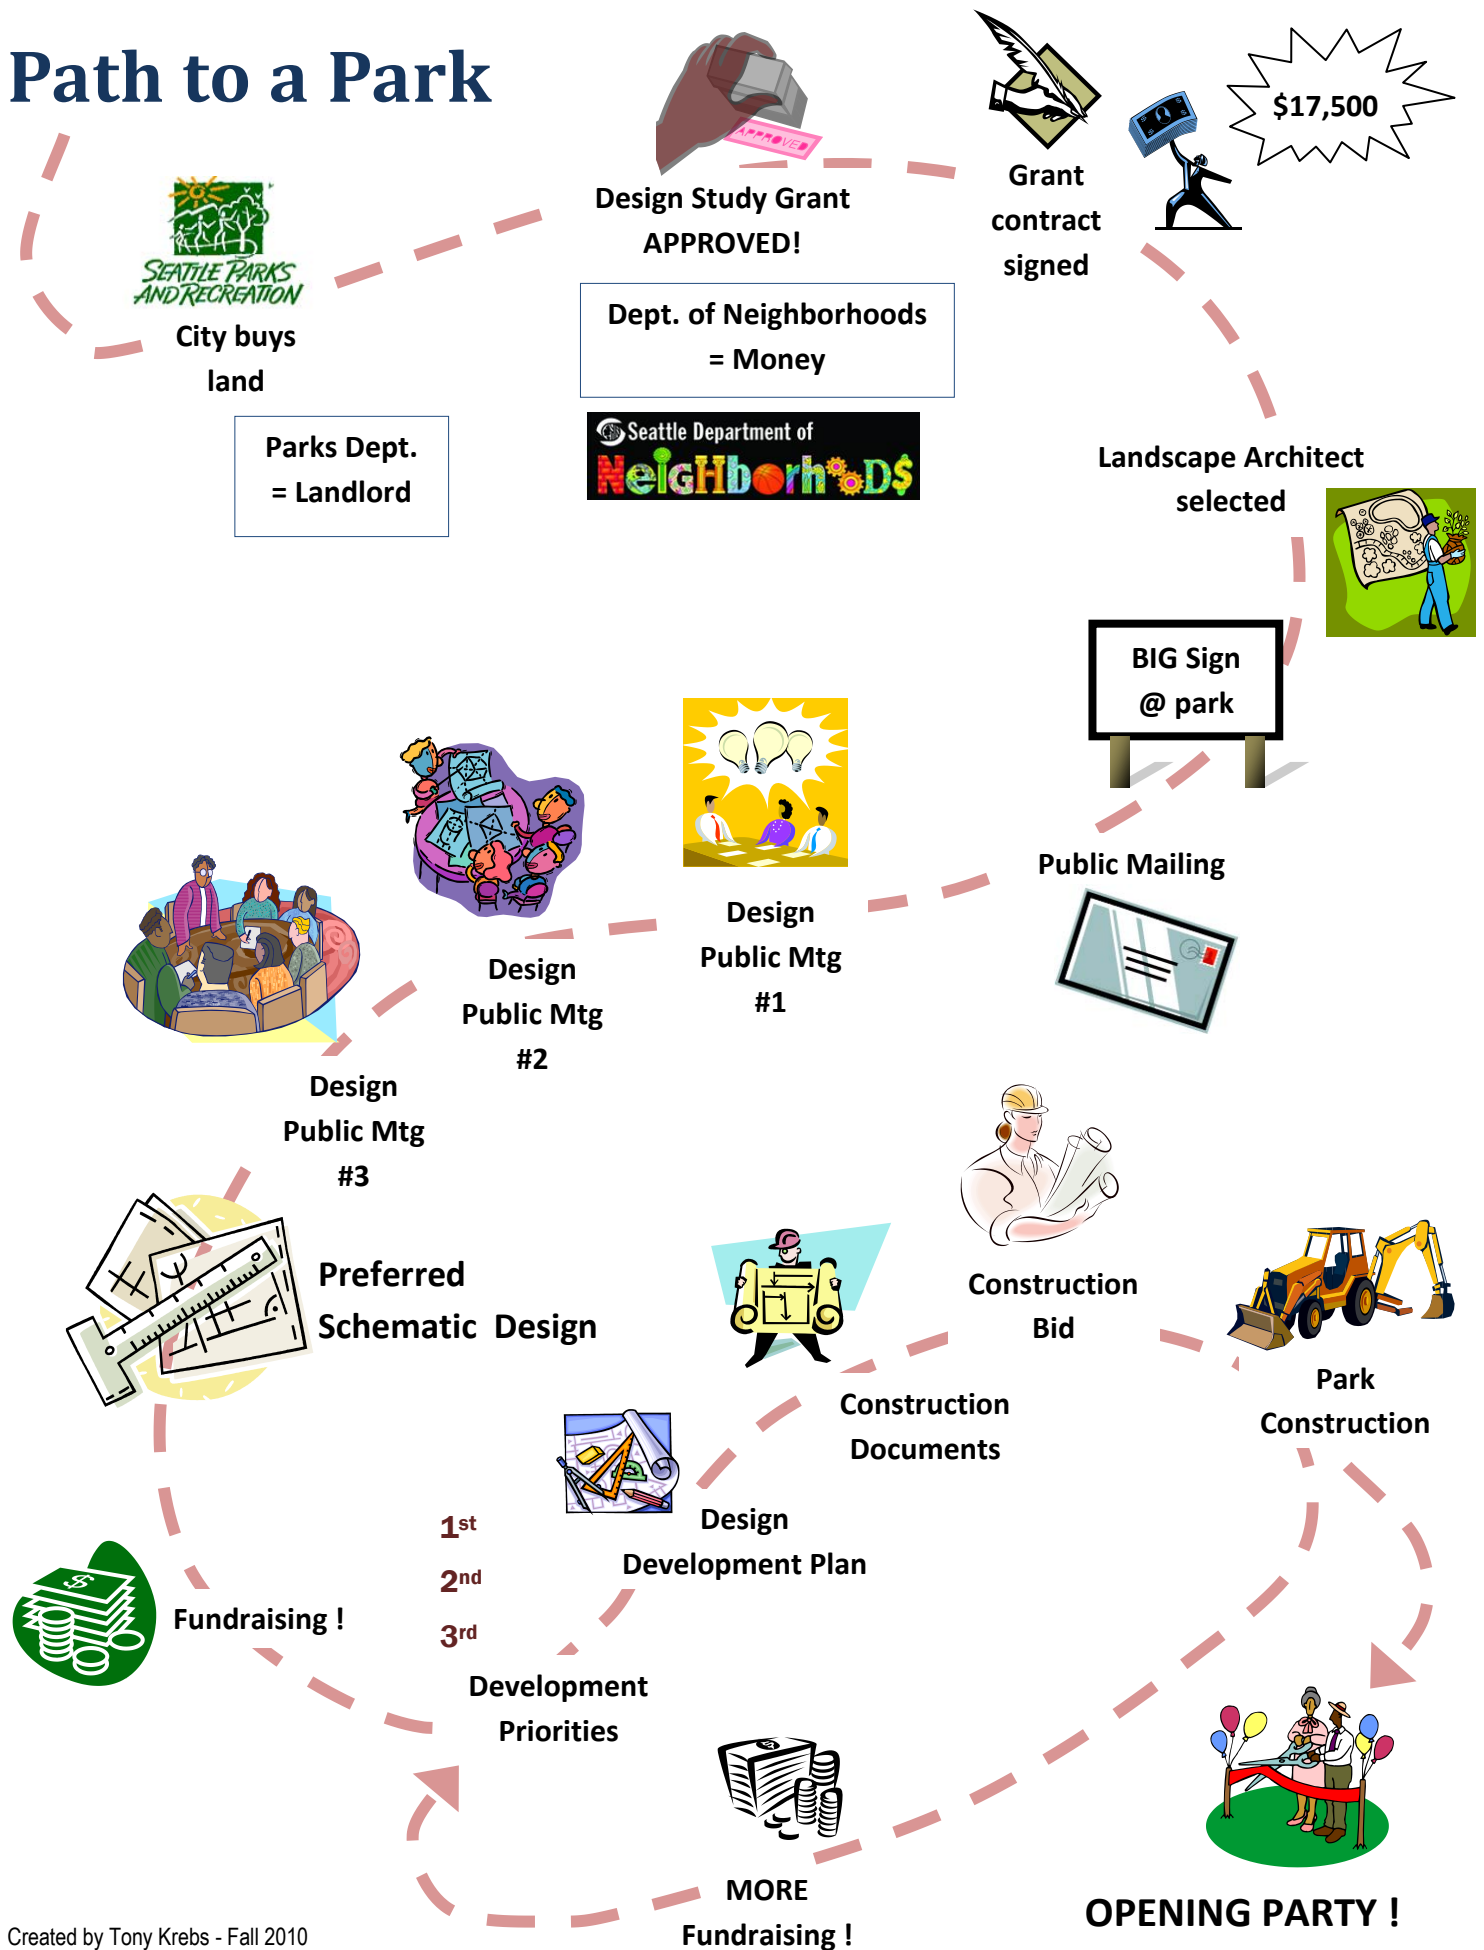 Path to a Park
APPROVED
$17,500
Grant
contract
signed
Design Study Grant
APPROVED!
SEATTLE PARKS
AND RECREATION
City buys
land
Dept. of Neighborhoods
= Money
Parks Dept.
= Landlord
Seattle Department of
NeigHborhooD$
Landscape Architect
selected
BIG Sign
@ park
Public Mailing
Design
Public Mtg
#1
Design
Public Mtg
#2
Design
Public Mtg
#3
Preferred
Schematic Design
Construction
Bid
Park
Construction
Construction
Documents
Design
Development Plan
1st
2nd
3rd
Fundraising !
Development
Priorities
MORE
Fundraising !
OPENING PARTY !
Created by Tony Krebs - Fall 2010